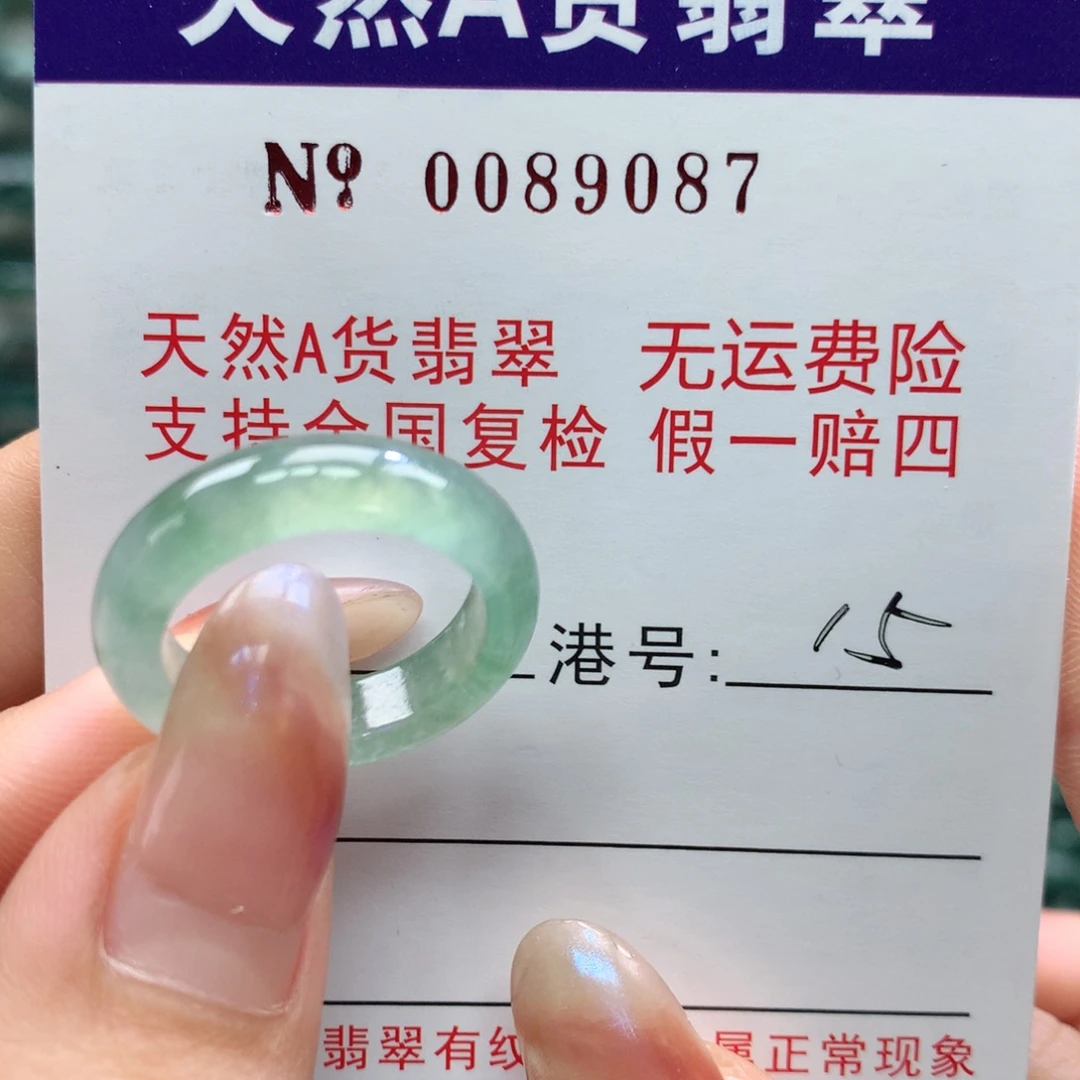 天然A货翡翠
No 0089087
天然A货翡翠 无运费险
支持全国复检 假一赔四
港号: 15
翡翠有纹 属正常现象